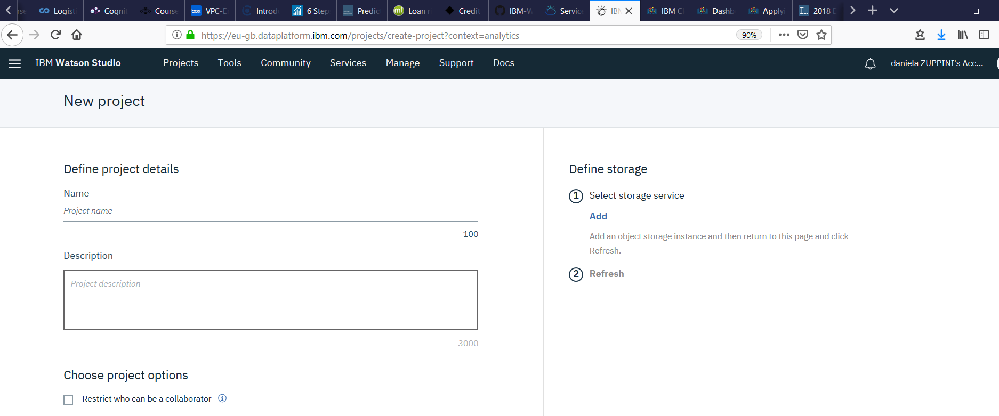 Logisti
Cognit
Course
box VPC-E
Introd
6 Step
Predic
ml Loan r
Credit
IBM-W
Service
IBM
IBM Cl
Dashb
Applyi
I... 2018 E
https://eu-gb.dataplatform.ibm.com/projects/create-project?context=analytics
90%
IBM Watson Studio
Projects
Tools
Community
Services
Manage
Support
Docs
daniela ZUPPINI's Acc...
New project
Define project details
Name
Project name
100
Description
Project description
3000
Choose project options
Restrict who can be a collaborator
Define storage
1 Select storage service
Add
Add an object storage instance and then return to this page and click
Refresh.
2 Refresh